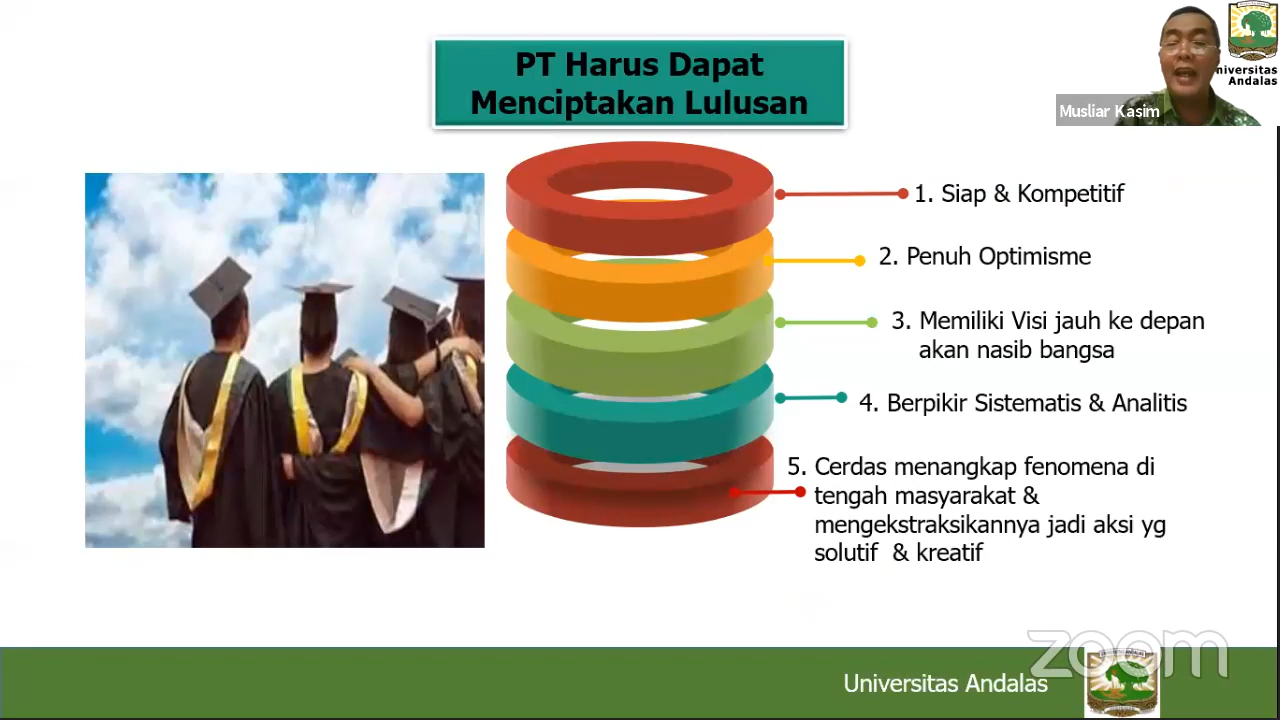 PT Harus Dapat
Menciptakan Lulusan
niversitas
Andalas
Musliar Kasim
1. Siap & Kompetitif
2. Penuh Optimisme
3. Memiliki Visi jauh ke depan
akan nasib bangsa
4. Berpikir Sistematis & Analitis
5. Cerdas menangkap fenomena di
tengah masyarakat &
mengekstraksikannya jadi aksi yg
solutif & kreatif
zoom
Universitas Andalas